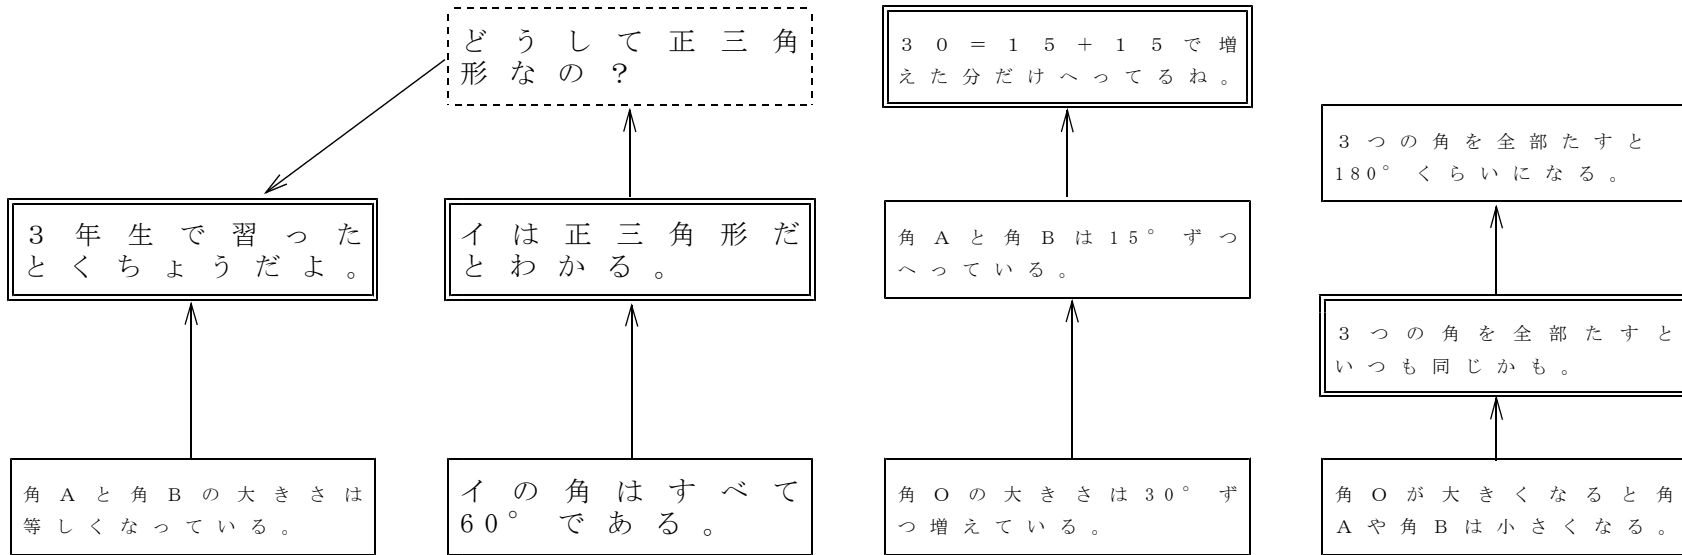 どうして正三角
形なの？
３０＝１５＋１５で増
えた分だけへってるね。
３つの角を全部たすと
180°くらいになる。
３年生で習った
とくちょうだよ。
イは正三角形だ
とわかる。
角Ａと角Ｂは15°ずつ
へっている。
３つの角を全部たすと
いつも同じかも。
角Ａと角Ｂの大きさは
等しくなっている。
イの角はすべて
60°である。
角Ｏの大きさは30°ず
つ増えている。
角Ｏが大きくなると角
Ａや角Ｂは小さくなる。